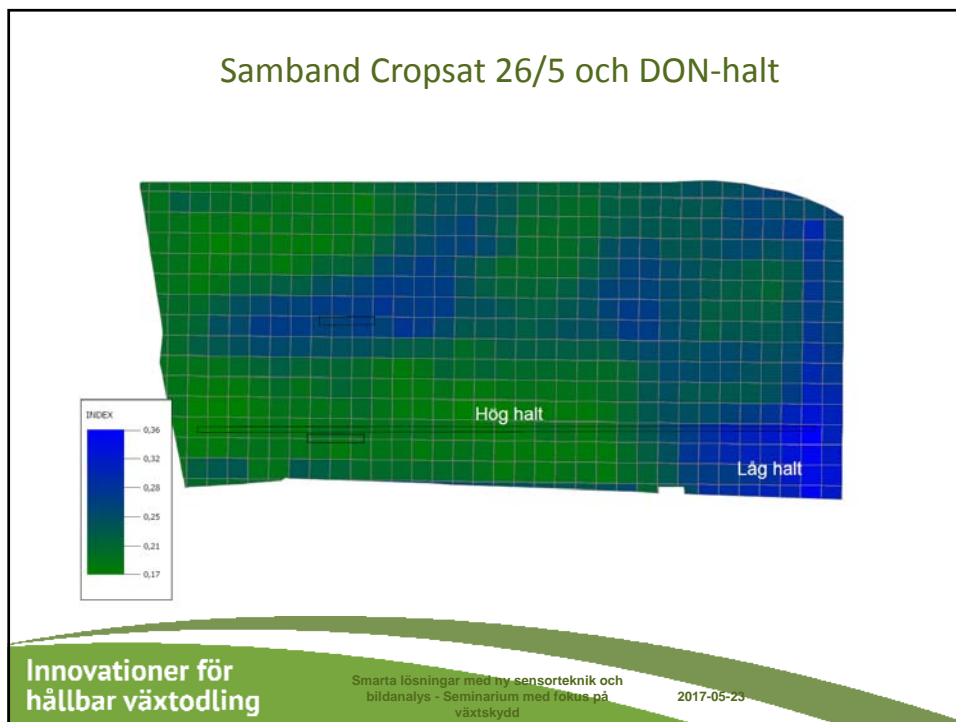 Samband Cropsat 26/5 och DON-halt
Hög halt
Låg halt
INDEX
0,36
0,32
0,28
0,25
0,21
0,17
Innovationer för
hållbar växtodling
Smarta lösningar med ny sensorteknik och
bildanalys - Seminarium med fokus på
växtskydd
2017-05-23